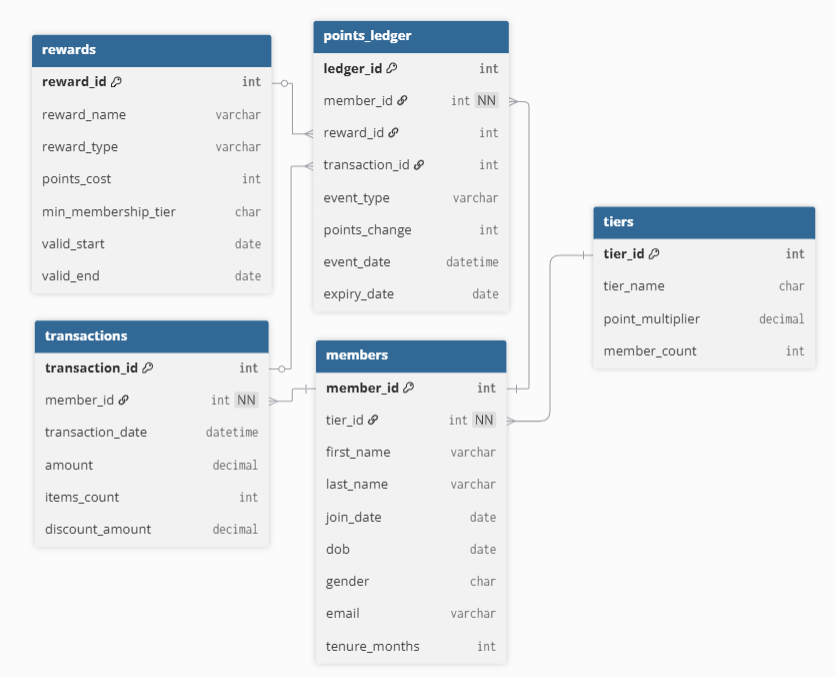 rewards
reward_id int
reward_name varchar
reward_type varchar
points_cost int
min_membership_tier char
valid_start date
valid_end date
points_ledger
ledger_id int
member_id int NN
reward_id int
transaction_id int
event_type varchar
points_change int
event_date datetime
expiry_date date
tiers
tier_id int
tier_name char
point_multiplier decimal
member_count int
transactions
transaction_id int
member_id int NN
transaction_date datetime
amount decimal
items_count int
discount_amount decimal
members
member_id int
tier_id int NN
first_name varchar
last_name varchar
join_date date
dob date
gender char
email varchar
tenure_months int